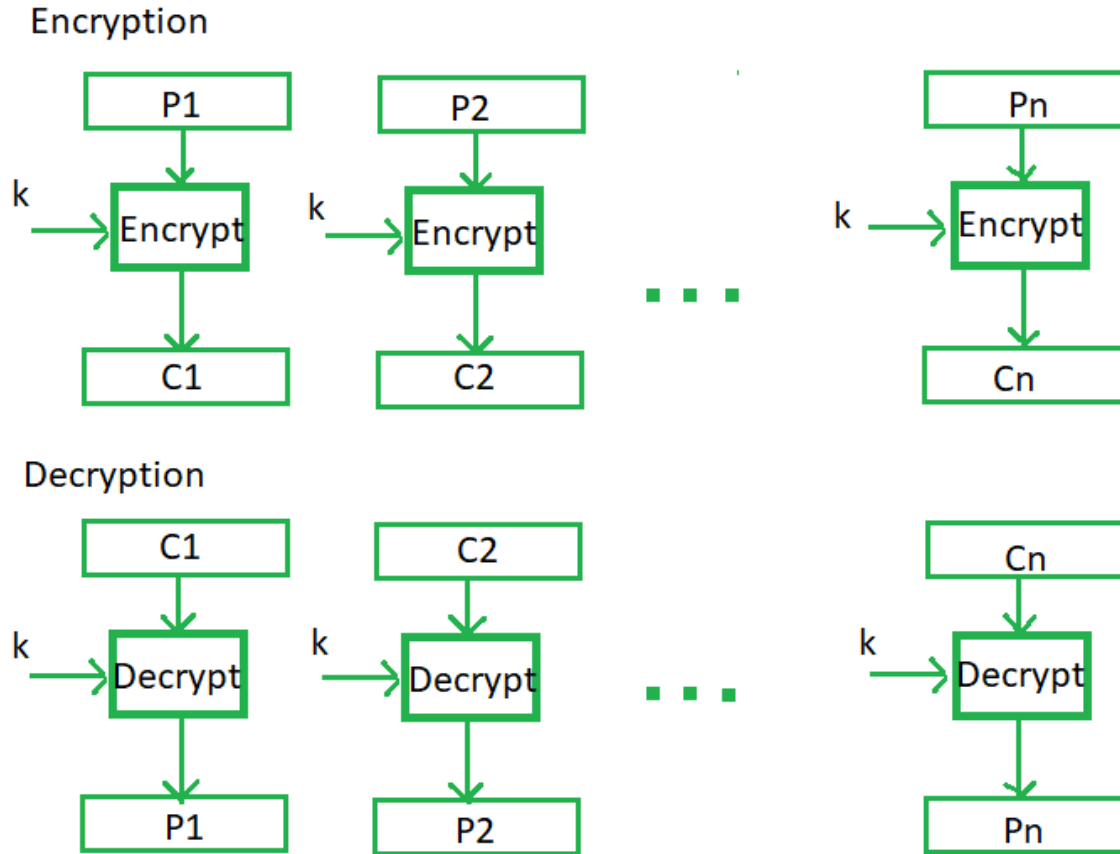 Encryption
P1 P2 Pn
k Encrypt k Encrypt k Encrypt
C1 C2 Cn
Decryption
C1 C2 Cn
k Decrypt k Decrypt k Decrypt
P1 P2 Pn